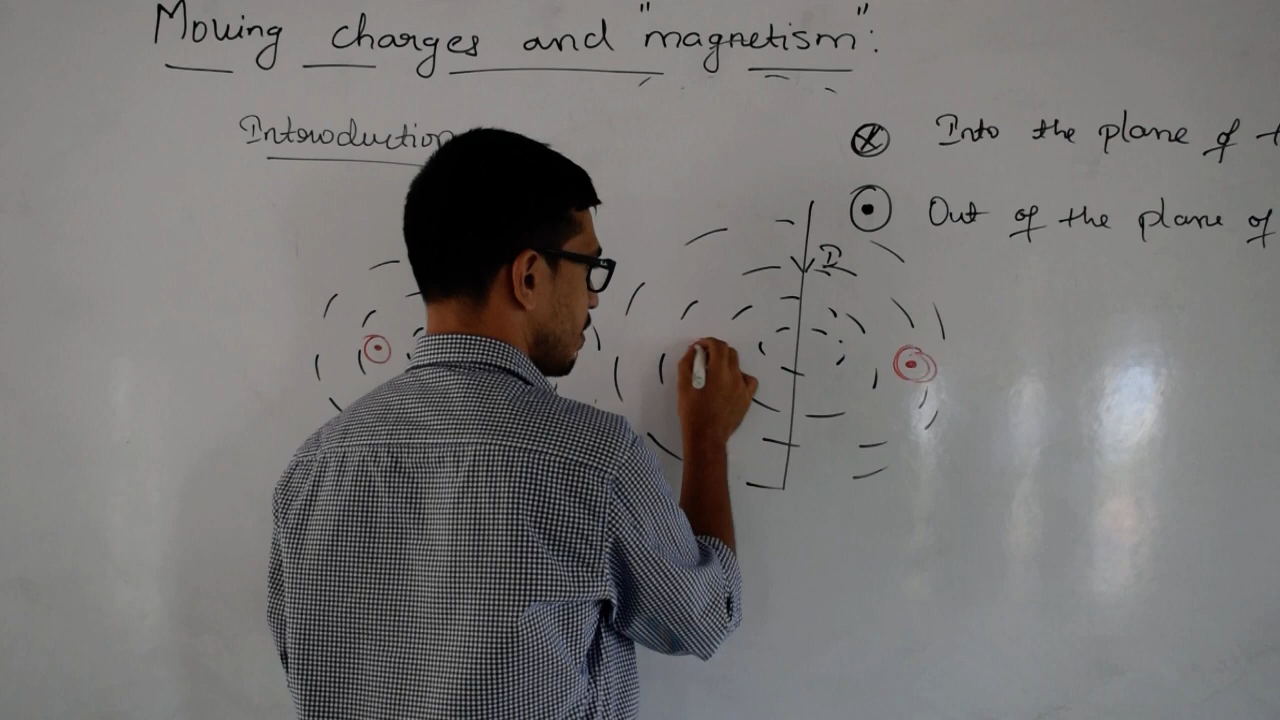 Moving charges and "magnetism":
Introduction
Into the plane of t
Out of the plane of
I